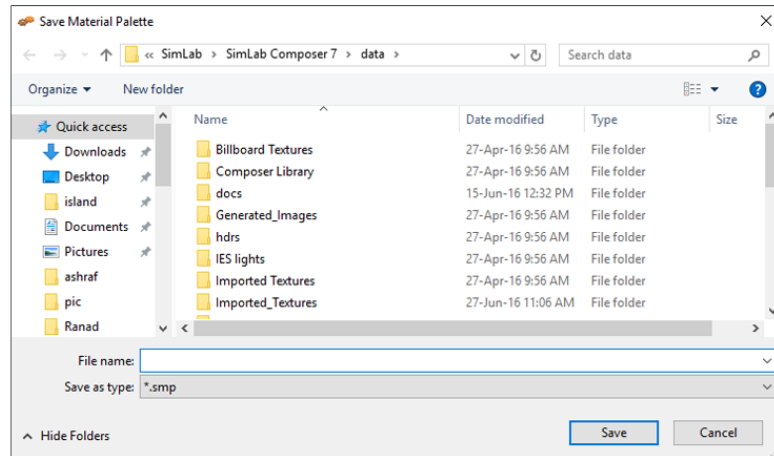 Save Material Palette
« SimLab > SimLab Composer 7 > data >
Search data
Organize
New folder
Name
Date modified
Type
Size
Quick access
Downloads
Desktop
island
Documents
Pictures
ashraf
pic
Ranad
Billboard Textures 27-Apr-16 9:56 AM File folder
Composer Library 27-Apr-16 9:56 AM File folder
docs 15-Jun-16 12:32 PM File folder
Generated_Images 27-Apr-16 9:56 AM File folder
hdrs 27-Apr-16 9:56 AM File folder
IES lights 27-Apr-16 9:56 AM File folder
Imported Textures 27-Apr-16 9:56 AM File folder
Imported_Textures 27-Jun-16 11:06 AM File folder
File name:
Save as type: *.smp
Hide Folders
Save
Cancel